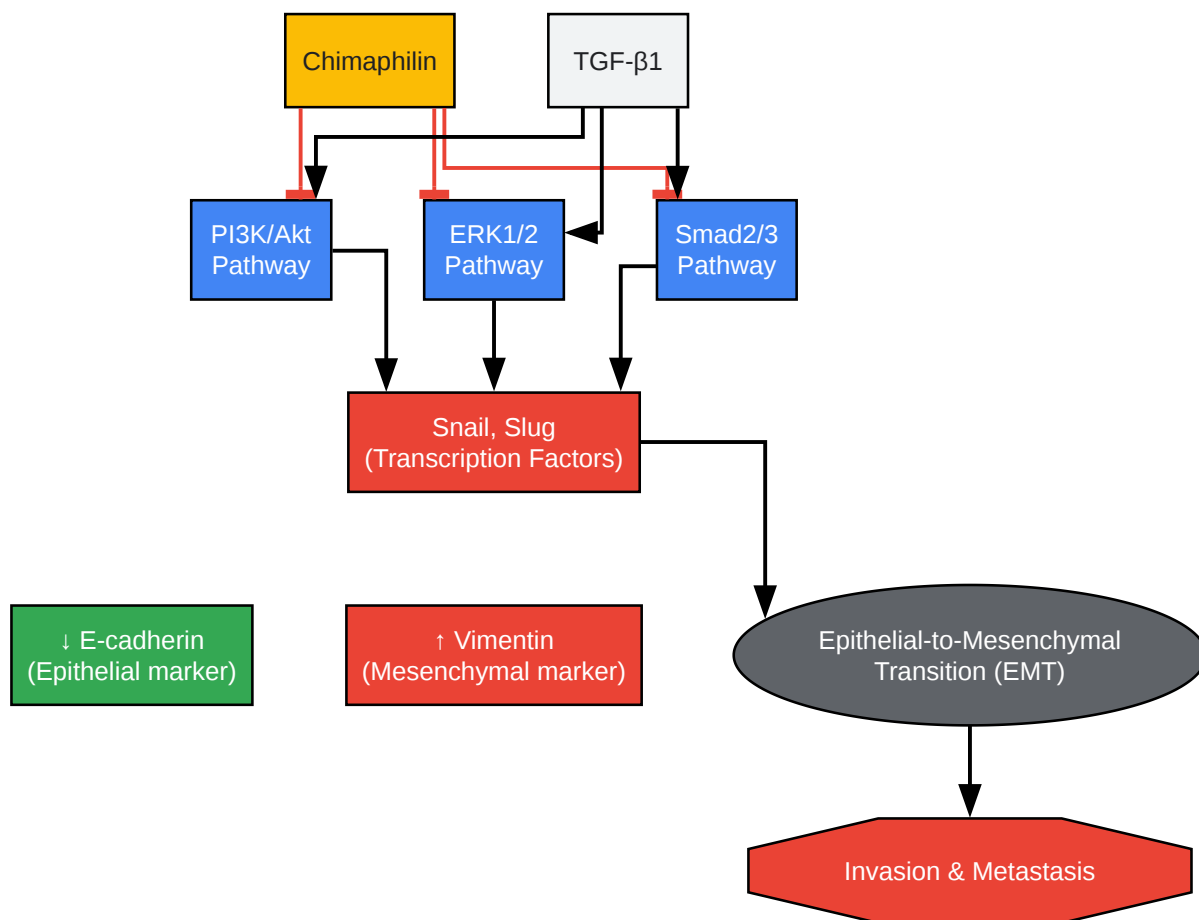 Chimaphilin
TGF-β1
PI3K/Akt
Pathway
ERK1/2
Pathway
Smad2/3
Pathway
Snail, Slug
(Transcription Factors)
↓ E-cadherin
(Epithelial marker)
↑ Vimentin
(Mesenchymal marker)
Epithelial-to-Mesenchymal
Transition (EMT)
Invasion & Metastasis